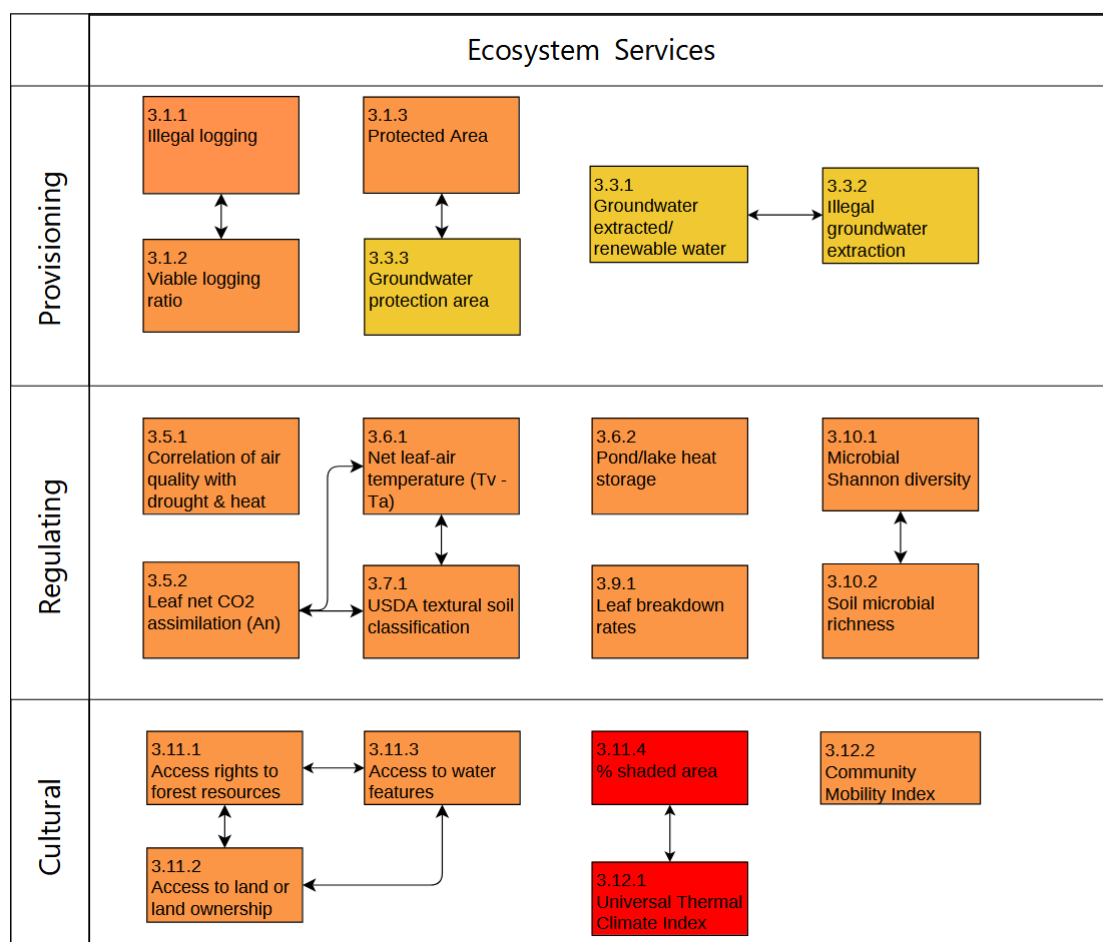 Ecosystem Services
Provisioning
3.1.1
Illegal logging
3.1.3
Protected Area
3.3.1
Groundwater
extracted/
renewable water
3.3.2
Illegal
groundwater
extraction
3.1.2
Viable logging
ratio
3.3.3
Groundwater
protection area
Regulating
3.5.1
Correlation of air
quality with
drought & heat
3.6.1
Net leaf-air
temperature (Tv -
Ta)
3.6.2
Pond/lake heat
storage
3.10.1
Microbial
Shannon diversity
3.5.2
Leaf net CO2
assimilation (An)
3.7.1
USDA textural soil
classification
3.9.1
Leaf breakdown
rates
3.10.2
Soil microbial
richness
Cultural
3.11.1
Access rights to
forest resources
3.11.3
Access to water
features
3.11.4
% shaded area
3.12.2
Community
Mobility Index
3.11.2
Access to land or
land ownership
3.12.1
Universal Thermal
Climate Index